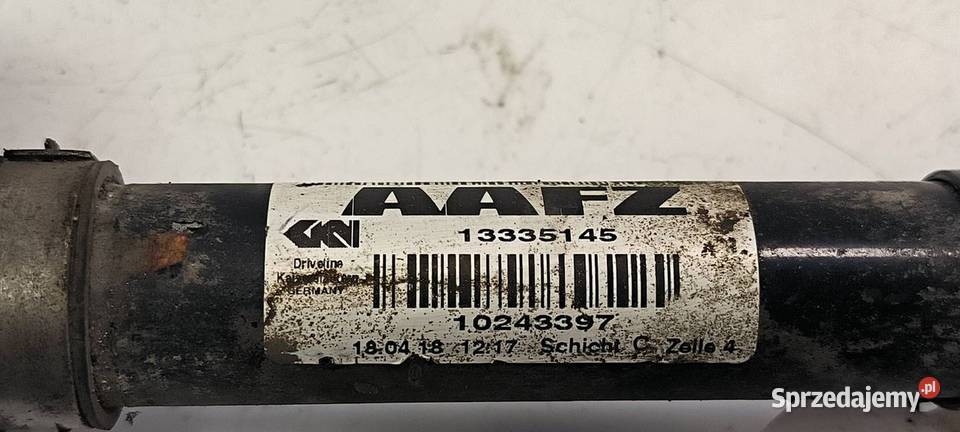 AAFZ
GKN
13335145
Driveline
GERMANY
10243397
18.04.18 12:17 Schicht C Zelle 4
Sprzedajemy.pl